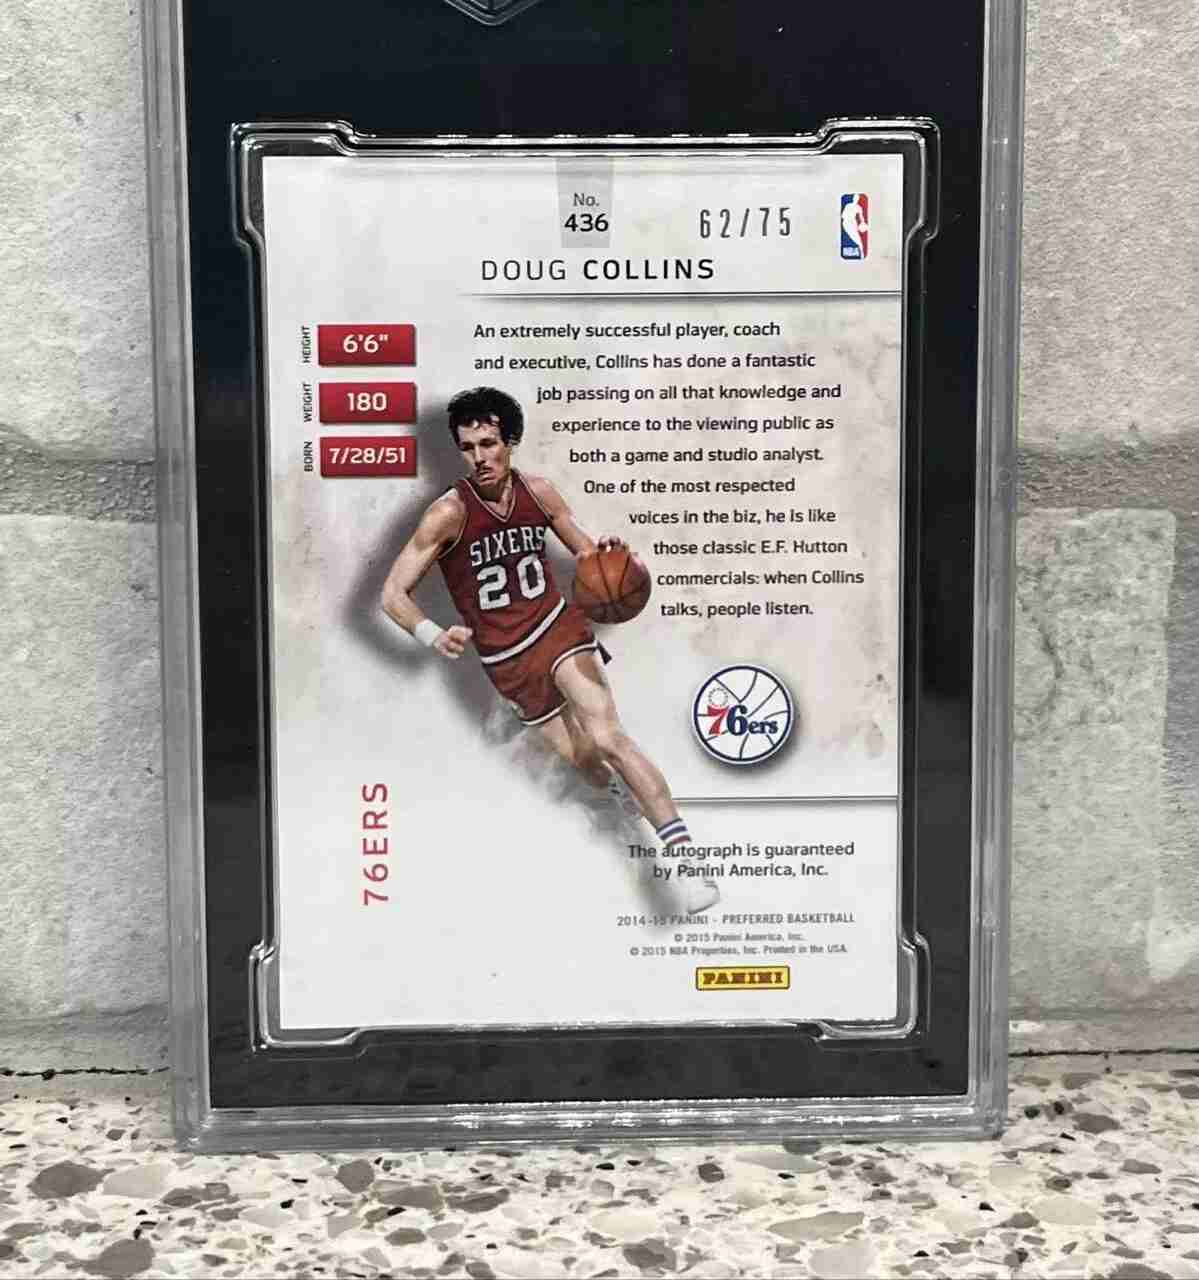 No.
436
62/75
NBA
DOUG COLLINS
HEIGHT 6'6"
WEIGHT 180
BORN 7/28/51
An extremely successful player, coach
and executive, Collins has done a fantastic
job passing on all that knowledge and
experience to the viewing public as
both a game and studio analyst.
One of the most respected
voices in the biz, he is like
those classic E.F. Hutton
commercials: when Collins
talks, people listen.
SIXERS
20
76ers
76ERS
The autograph is guaranteed
by Panini America, Inc.
2014-15 PANINI - PREFERRED BASKETBALL
© 2015 Panini America, Inc.
© 2015 NBA Properties, Inc. Printed in the USA.
PANINI